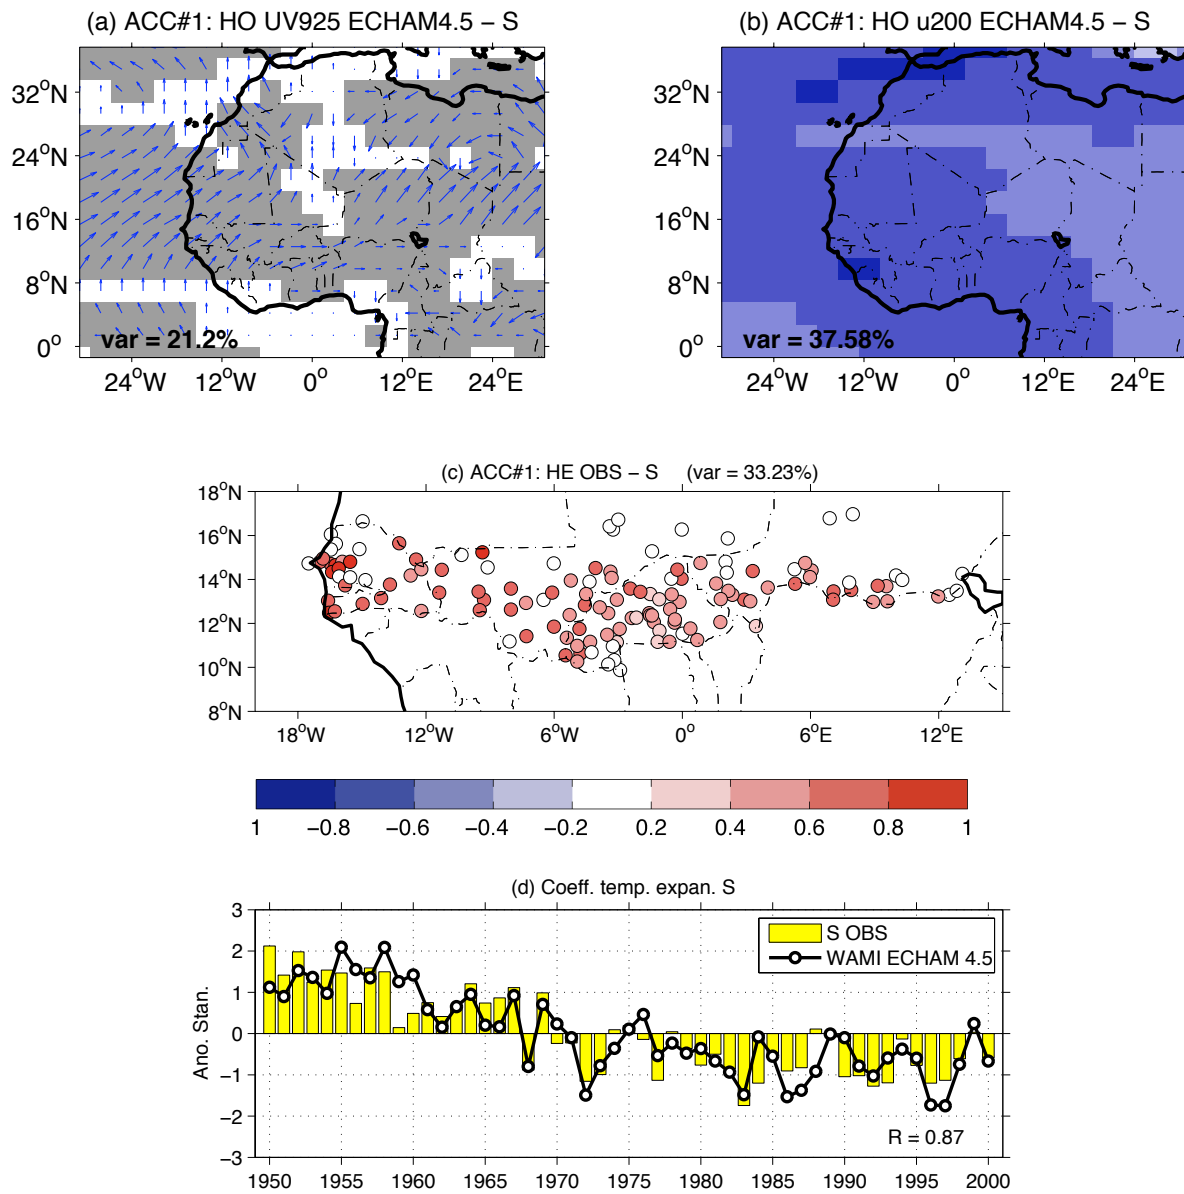 (a) ACC#1: HO UV925 ECHAM4.5 − S
(b) ACC#1: HO u200 ECHAM4.5 − S
32°N
24°N
16°N
8°N
0°
var = 21.2%
24°W 12°W 0° 12°E 24°E
32°N
24°N
16°N
8°N
0°
var = 37.58%
24°W 12°W 0° 12°E 24°E
(c) ACC#1: HE OBS − S (var = 33.23%)
18°N
16°N
14°N
12°N
10°N
8°N
18°W 12°W 6°W 0° 6°E 12°E
1 −0.8 −0.6 −0.4 −0.2 0.2 0.4 0.6 0.8 1
(d) Coeff. temp. expan. S
Ano. Stan.
3
2
1
0
−1
−2
−3
S OBS
WAMI ECHAM 4.5
R = 0.87
1950 1955 1960 1965 1970 1975 1980 1985 1990 1995 2000